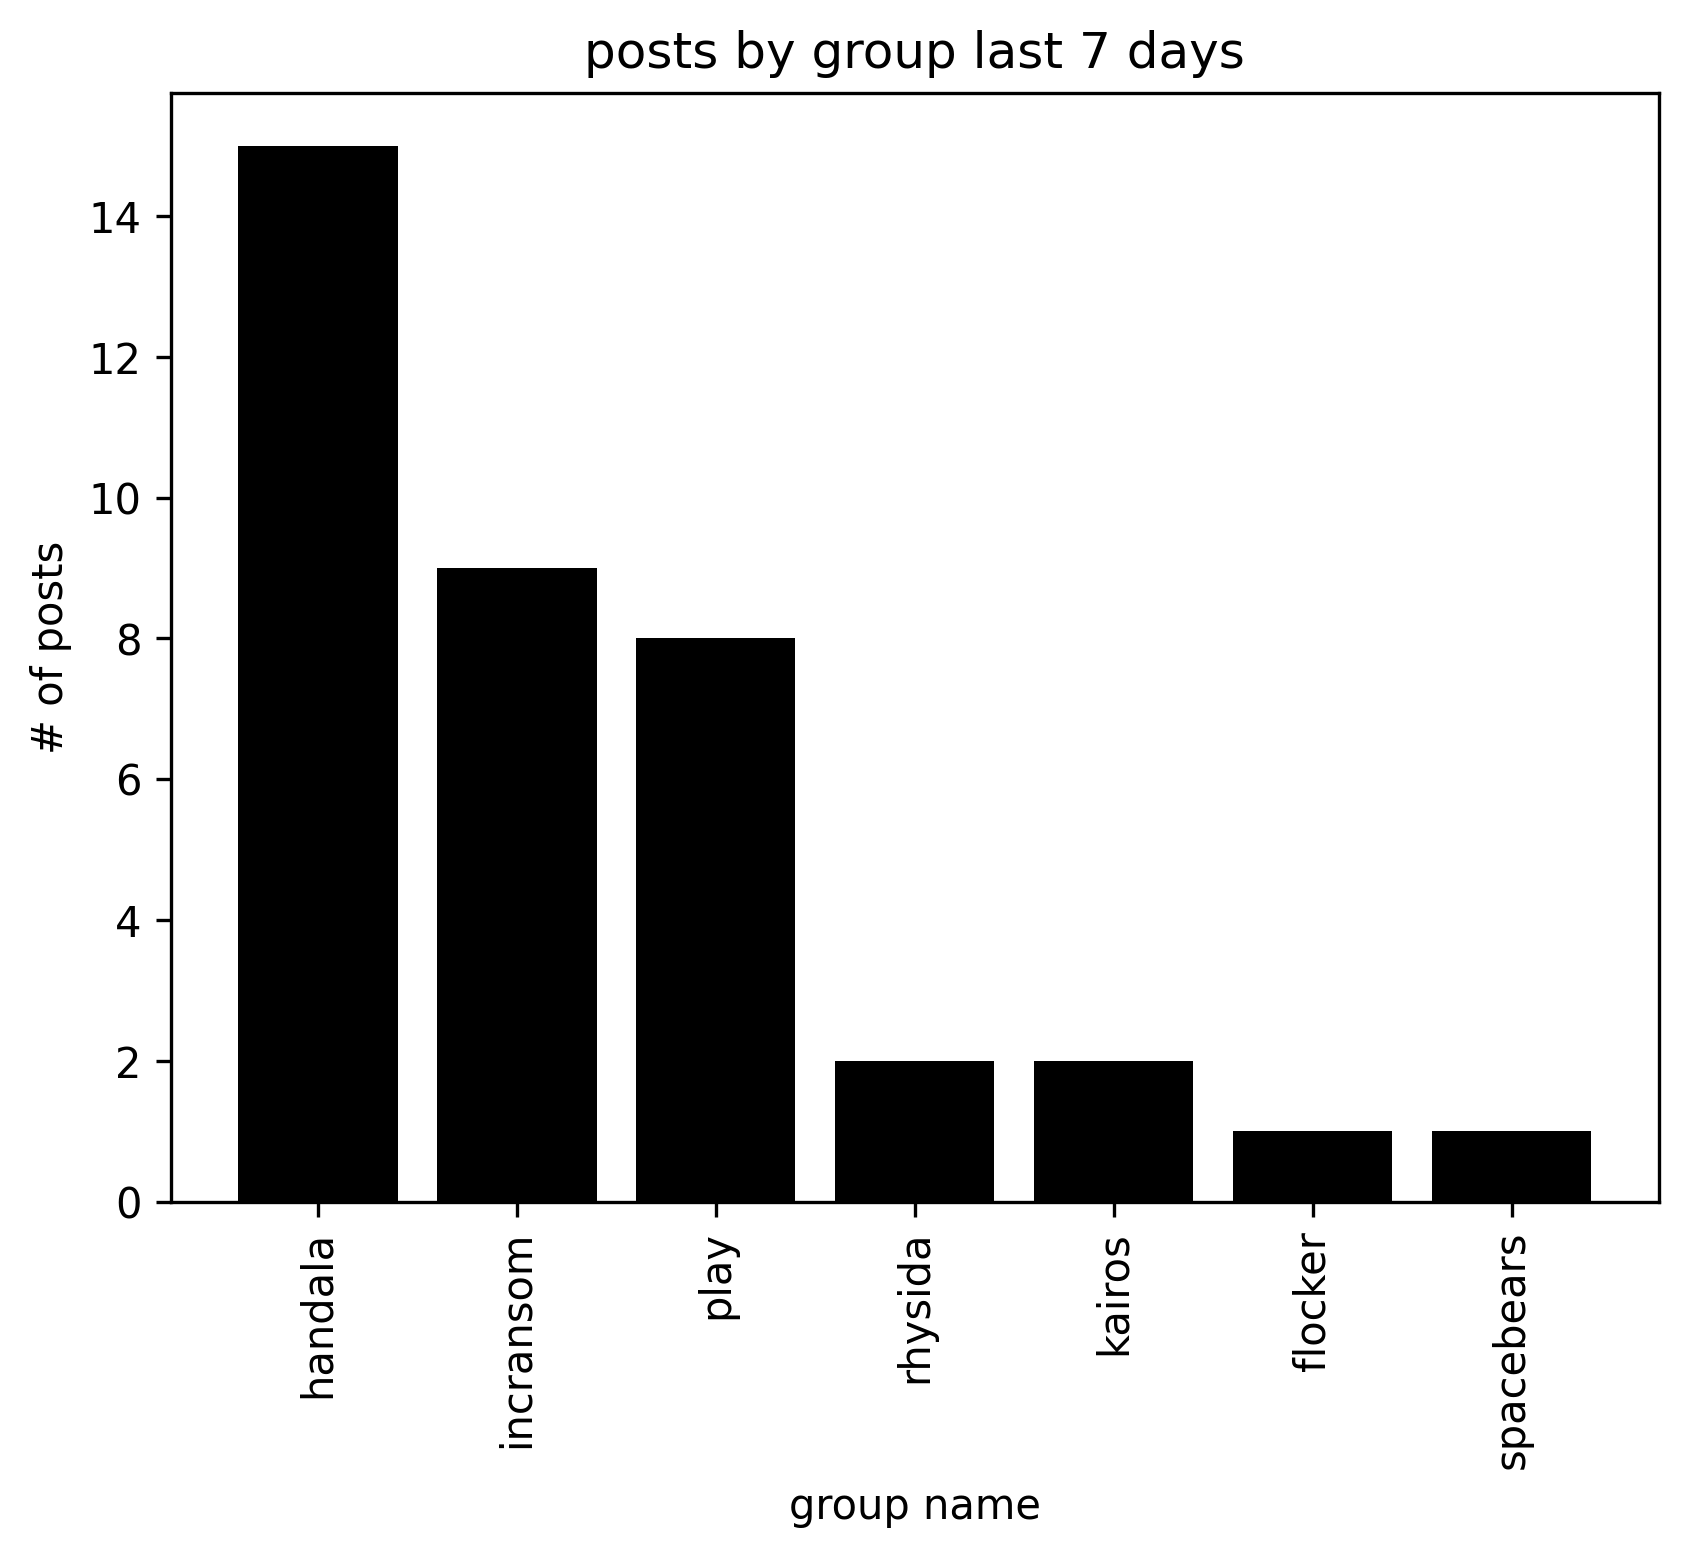 posts by group last 7 days
# of posts
14
12
10
8
6
4
2
0
handala
incransom
play
rhysida
kairos
flocker
spacebears
group name